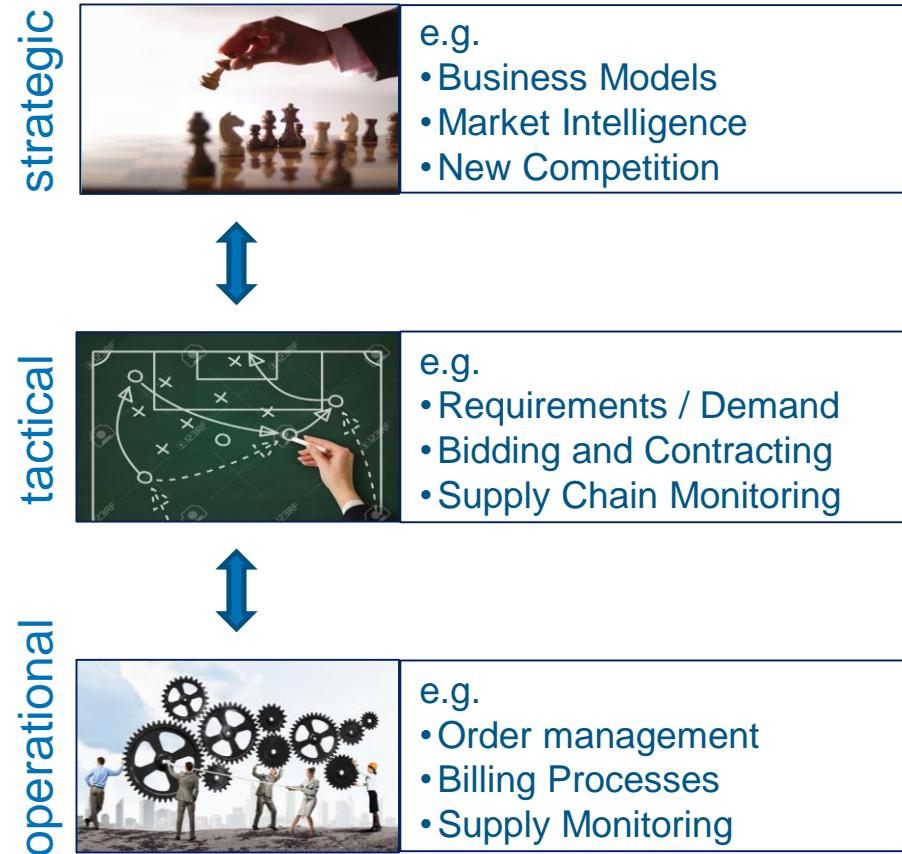 strategic
e.g.
•Business Models
•Market Intelligence
•New Competition
tactical
e.g.
•Requirements / Demand
•Bidding and Contracting
•Supply Chain Monitoring
123RF
operational
e.g.
•Order management
•Billing Processes
•Supply Monitoring